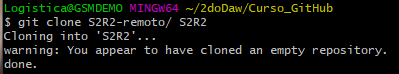 Logistica@GSMDEMO MINGW64 ~/2doDaw/Curso_GitHub
$ git clone S2R2-remoto/ S2R2
Cloning into 'S2R2'...
warning: You appear to have cloned an empty repository.
done.